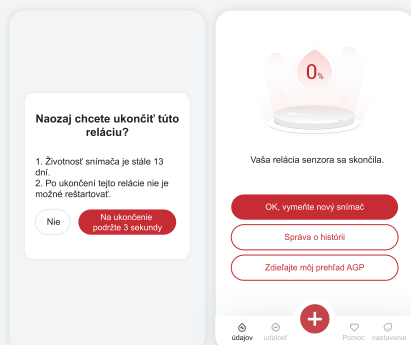 Naozaj chcete ukončiť túto
reláciu?
1. Životnosť snímača je stále 13
dní.
2. Po ukončení tejto relácie nie je
možné reštartovať.
Nie
Na ukončenie
podržte 3 sekundy
0%
Vaša relácia senzora sa skončila.
OK, vymeňte nový snímač
Správa o histórii
Zdieľajte môj prehľad AGP
údajov
udalosť
Pomoc
nastavenie